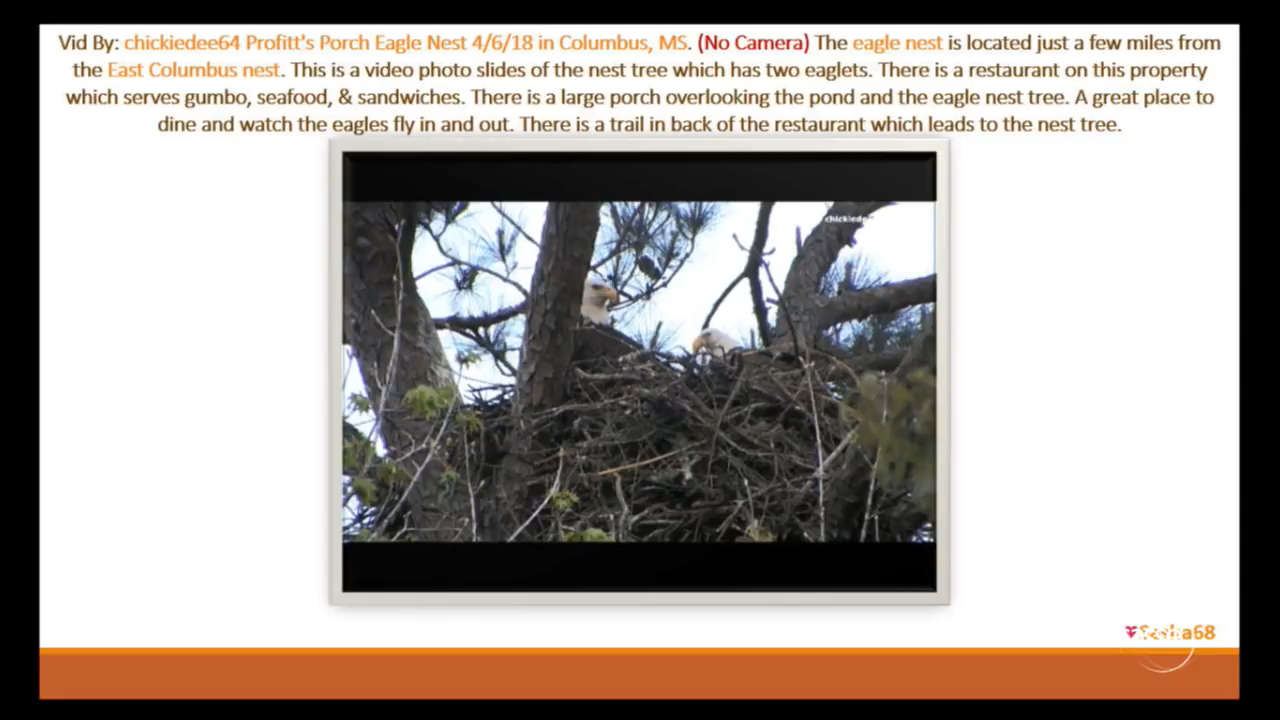 Vid By: chickiedee64 Profitt's Porch Eagle Nest 4/6/18 in Columbus, MS. (No Camera) The eagle nest is located just a few miles from
the East Columbus nest. This is a video photo slides of the nest tree which has two eaglets. There is a restaurant on this property
which serves gumbo, seafood, & sandwiches. There is a large porch overlooking the pond and the eagle nest tree. A great place to
dine and watch the eagles fly in and out. There is a trail in back of the restaurant which leads to the nest tree.